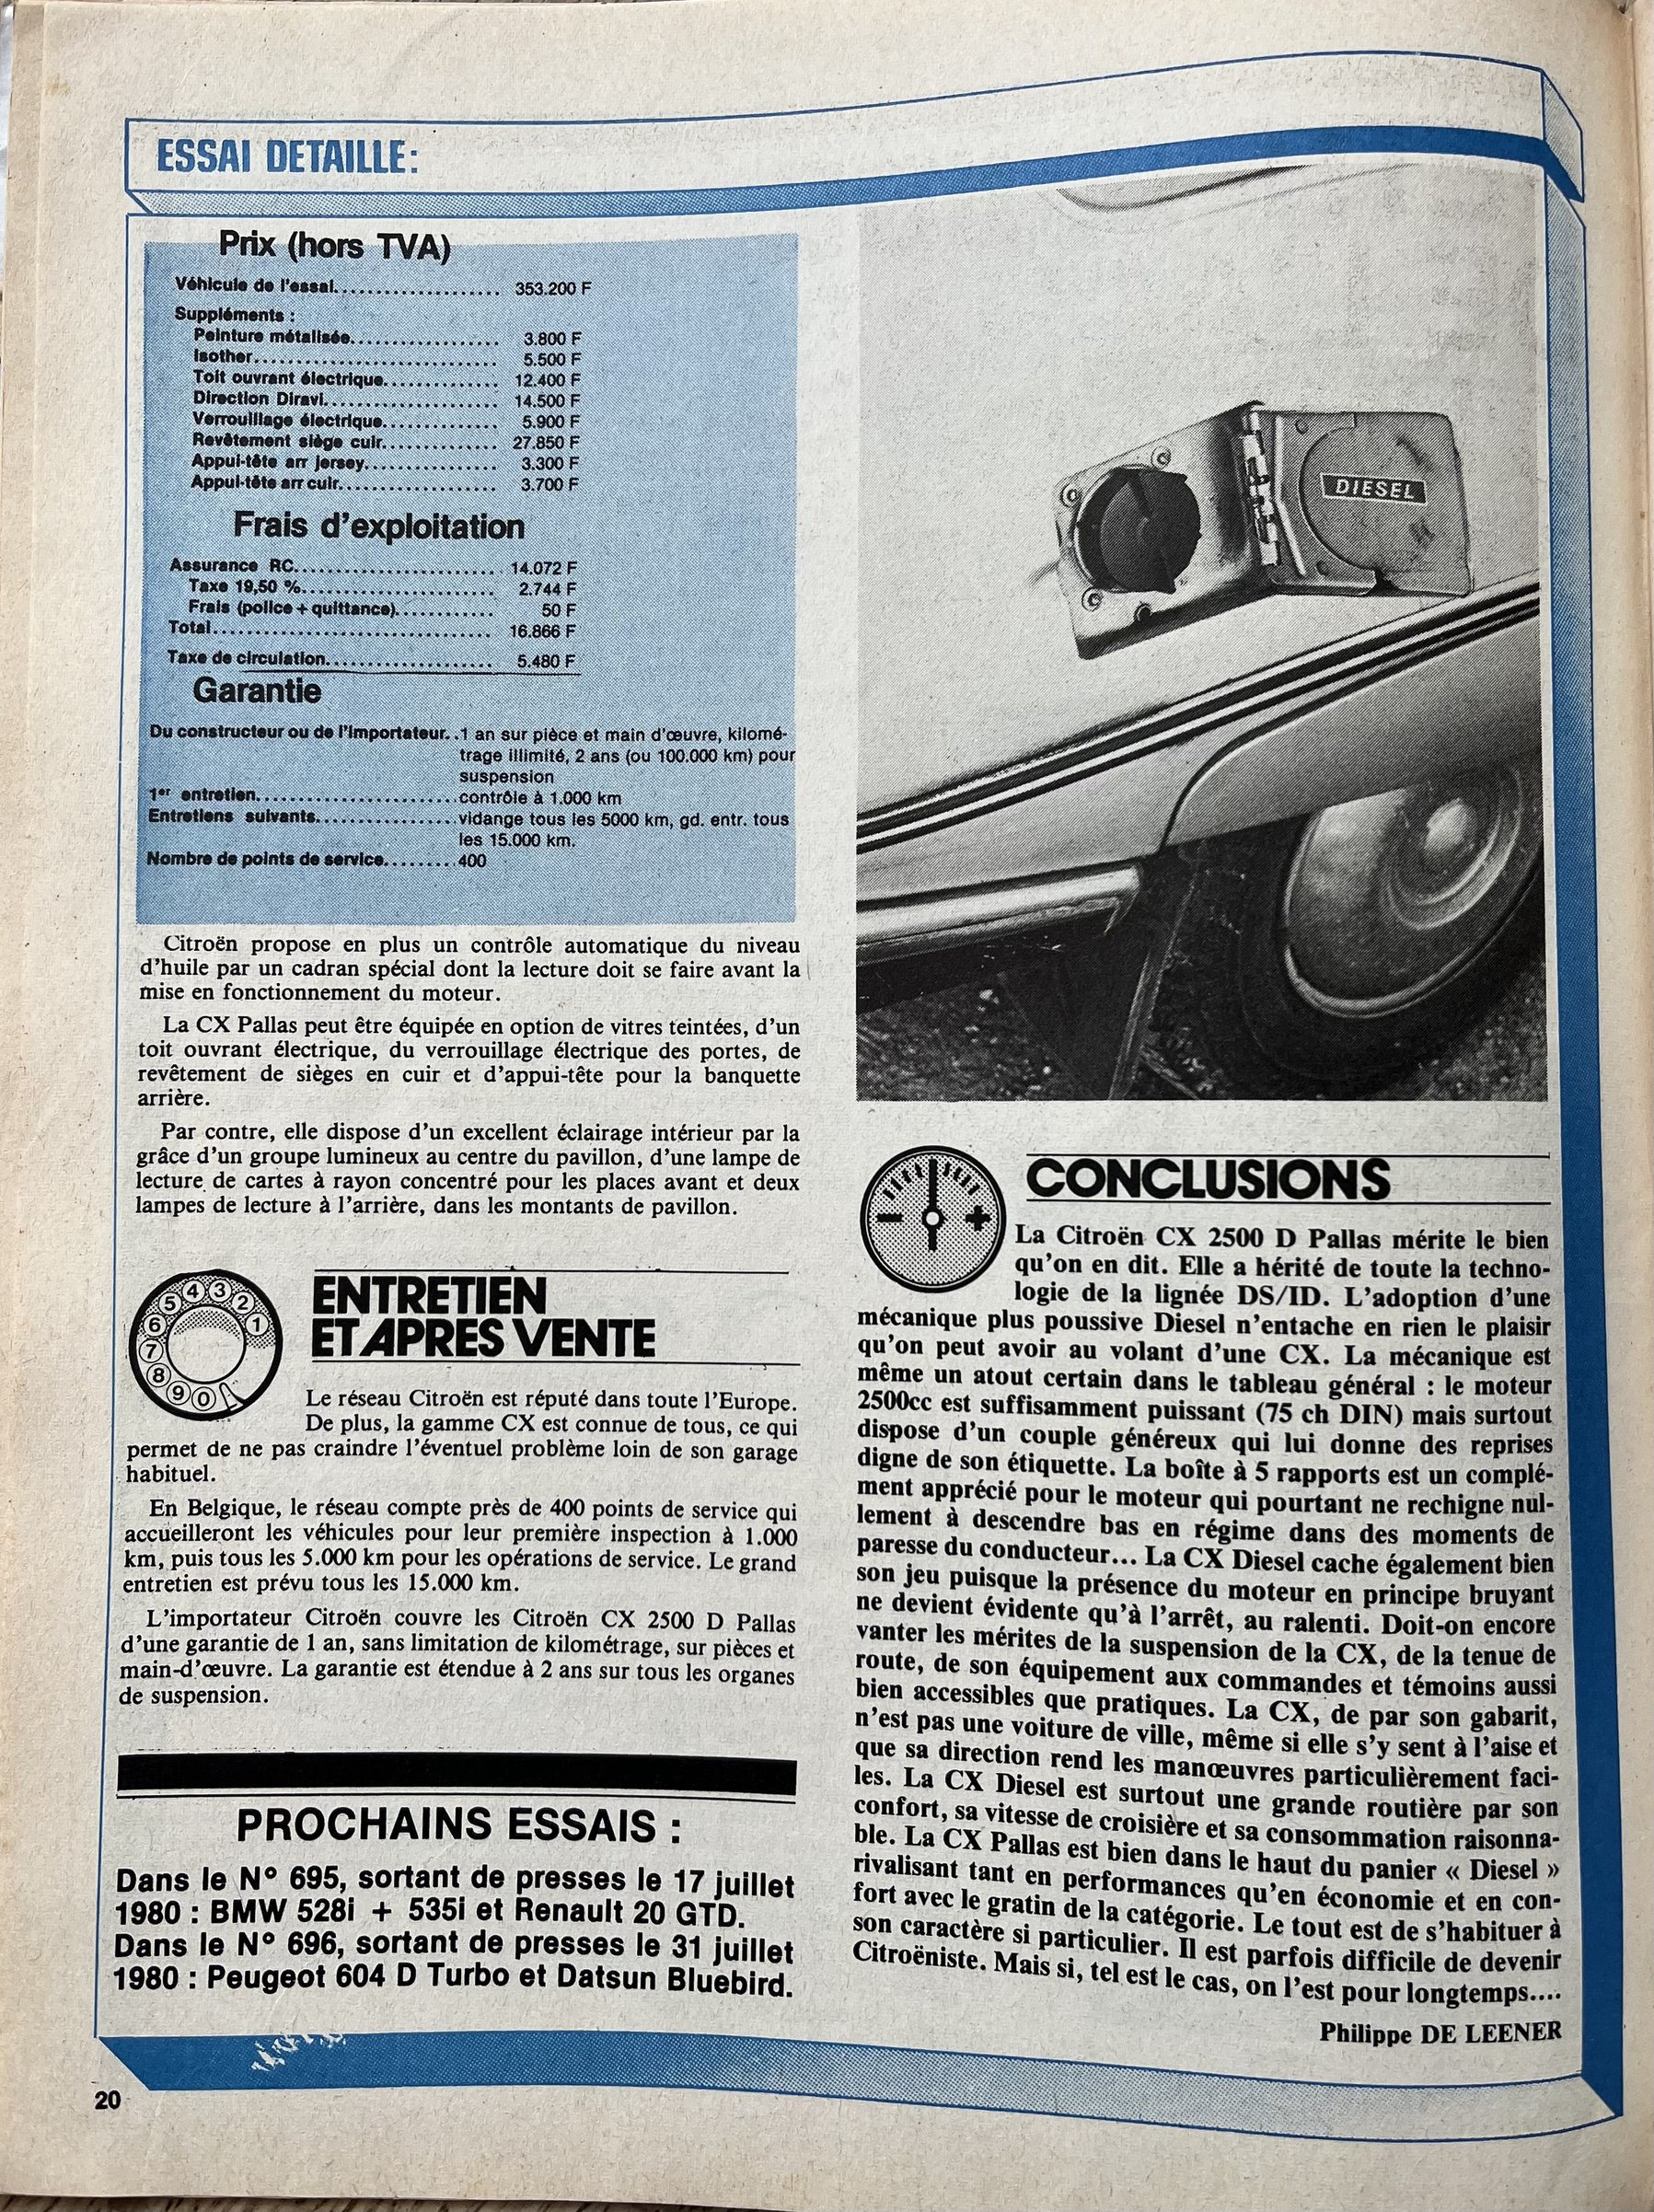 ESSAI DETAILLE:
Prix (hors TVA)
Véhicule de l'essai.................... 353.200 F
Suppléments :
Peinture métalisée.................. 3.800 F
Isother.............................. 5.500 F
Toit ouvrant électrique.............. 12.400 F
Direction Diravi..................... 14.500 F
Verrouillage électrique.............. 5.900 F
Revêtement siège cuir.............. 27.850 F
Appui-tête arr jersey................ 3.300 F
Appui-tête arr cuir................... 3.700 F
Frais d'exploitation
Assurance RC......................... 14.072 F
Taxe 19,50 %........................ 2.744 F
Frais (police + quittance)............ 50 F
Total.................................. 16.866 F
Taxe de circulation.................... 5.480 F
Garantie
Du constructeur ou de l'importateur. .1 an sur pièce et main d'œuvre, kilomé-
trage illimité, 2 ans (ou 100.000 km) pour
suspension
1er entretien........................contrôle à 1.000 km
Entretiens suivants.................vidange tous les 5000 km, gd. entr. tous
les 15.000 km.
Nombre de points de service.........400
Citroën propose en plus un contrôle automatique du niveau
d'huile par un cadran spécial dont la lecture doit se faire avant la
mise en fonctionnement du moteur.
La CX Pallas peut être équipée en option de vitres teintées, d'un
toit ouvrant électrique, du verrouillage électrique des portes, de
revêtement de sièges en cuir et d'appui-tête pour la banquette
arrière.
Par contre, elle dispose d'un excellent éclairage intérieur par la
grâce d'un groupe lumineux au centre du pavillon, d'une lampe de
lecture de cartes à rayon concentré pour les places avant et deux
lampes de lecture à l'arrière, dans les montants de pavillon.
1 2 3 4 5 6 7 8 9 0
ENTRETIEN
ET APRES VENTE
Le réseau Citroën est réputé dans toute l'Europe.
De plus, la gamme CX est connue de tous, ce qui
permet de ne pas craindre l'éventuel problème loin de son garage
habituel.
En Belgique, le réseau compte près de 400 points de service qui
accueilleront les véhicules pour leur première inspection à 1.000
km, puis tous les 5.000 km pour les opérations de service. Le grand
entretien est prévu tous les 15.000 km.
L'importateur Citroën couvre les Citroën CX 2500 D Pallas
d'une garantie de 1 an, sans limitation de kilométrage, sur pièces et
main-d'œuvre. La garantie est étendue à 2 ans sur tous les organes
de suspension.
PROCHAINS ESSAIS :
Dans le N° 695, sortant de presses le 17 juillet
1980 : BMW 528i + 535i et Renault 20 GTD.
Dans le N° 696, sortant de presses le 31 juillet
1980 : Peugeot 604 D Turbo et Datsun Bluebird.
DIESEL
- +
CONCLUSIONS
La Citroën CX 2500 D Pallas mérite le bien
qu'on en dit. Elle a hérité de toute la techno-
logie de la lignée DS/ID. L'adoption d'une
mécanique plus poussive Diesel n'entache en rien le plaisir
qu'on peut avoir au volant d'une CX. La mécanique est
même un atout certain dans le tableau général : le moteur
2500cc est suffisamment puissant (75 ch DIN) mais surtout
dispose d'un couple généreux qui lui donne des reprises
digne de son étiquette. La boîte à 5 rapports est un complé-
ment apprécié pour le moteur qui pourtant ne rechigne nul-
lement à descendre bas en régime dans des moments de
paresse du conducteur... La CX Diesel cache également bien
son jeu puisque la présence du moteur en principe bruyant
ne devient évidente qu'à l'arrêt, au ralenti. Doit-on encore
vanter les mérites de la suspension de la CX, de la tenue de
route, de son équipement aux commandes et témoins aussi
bien accessibles que pratiques. La CX, de par son gabarit,
n'est pas une voiture de ville, même si elle s'y sent à l'aise et
que sa direction rend les manœuvres particulièrement faci-
les. La CX Diesel est surtout une grande routière par son
confort, sa vitesse de croisière et sa consommation raisonna-
ble. La CX Pallas est bien dans le haut du panier « Diesel »
rivalisant tant en performances qu'en économie et en con-
fort avec le gratin de la catégorie. Le tout est de s'habituer à
son caractère si particulier. Il est parfois difficile de devenir
Citroëniste. Mais si, tel est le cas, on l'est pour longtemps....
Philippe DE LEENER
20